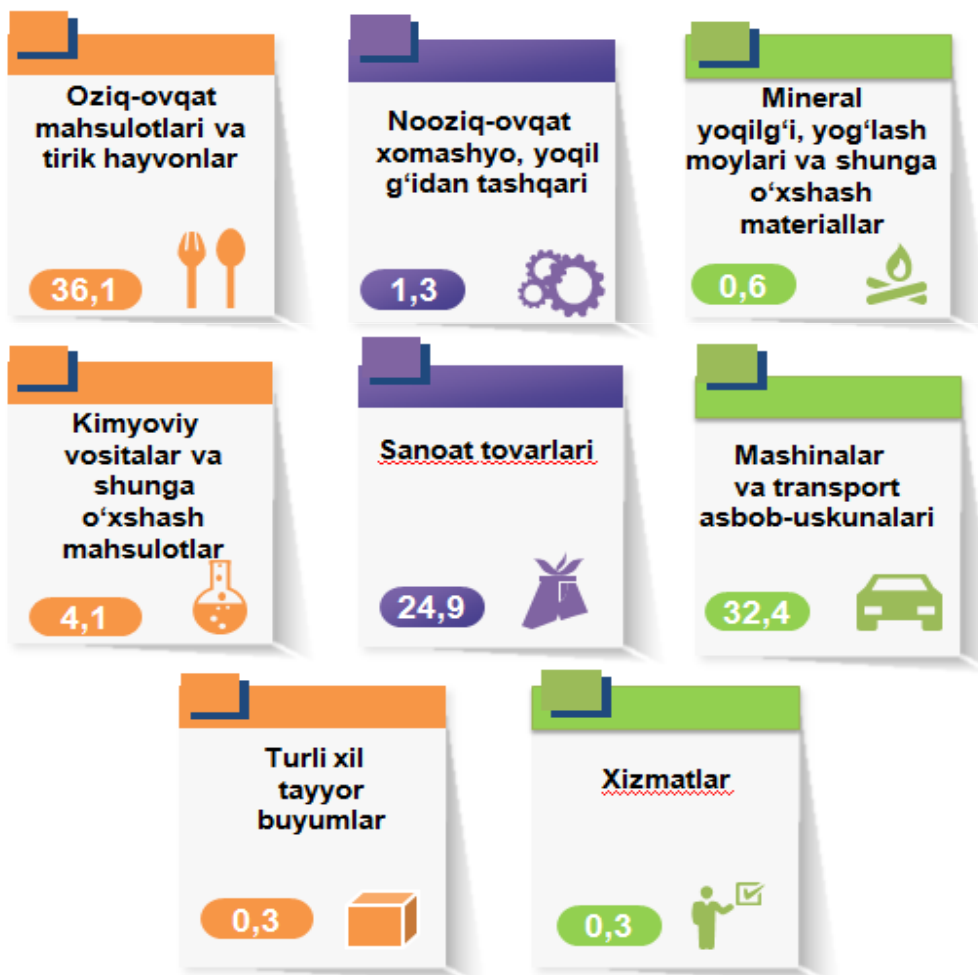 Oziq-ovqat
mahsulotlari va
tirik hayvonlar
36,1
Nooziq-ovqat
xomashyo, yoqil
g‘idan tashqari
1,3
Mineral
yoqilg‘i, yog‘lash
moylari va shunga
o‘xshash
materiallar
0,6
Kimyoviy
vositalar va
shunga
o‘xshash
mahsulotlar
4,1
Sanoat tovarlari
24,9
Mashinalar
va transport
asbob-uskunalari
32,4
Turli xil
tayyor
buyumlar
0,3
Xizmatlar
0,3